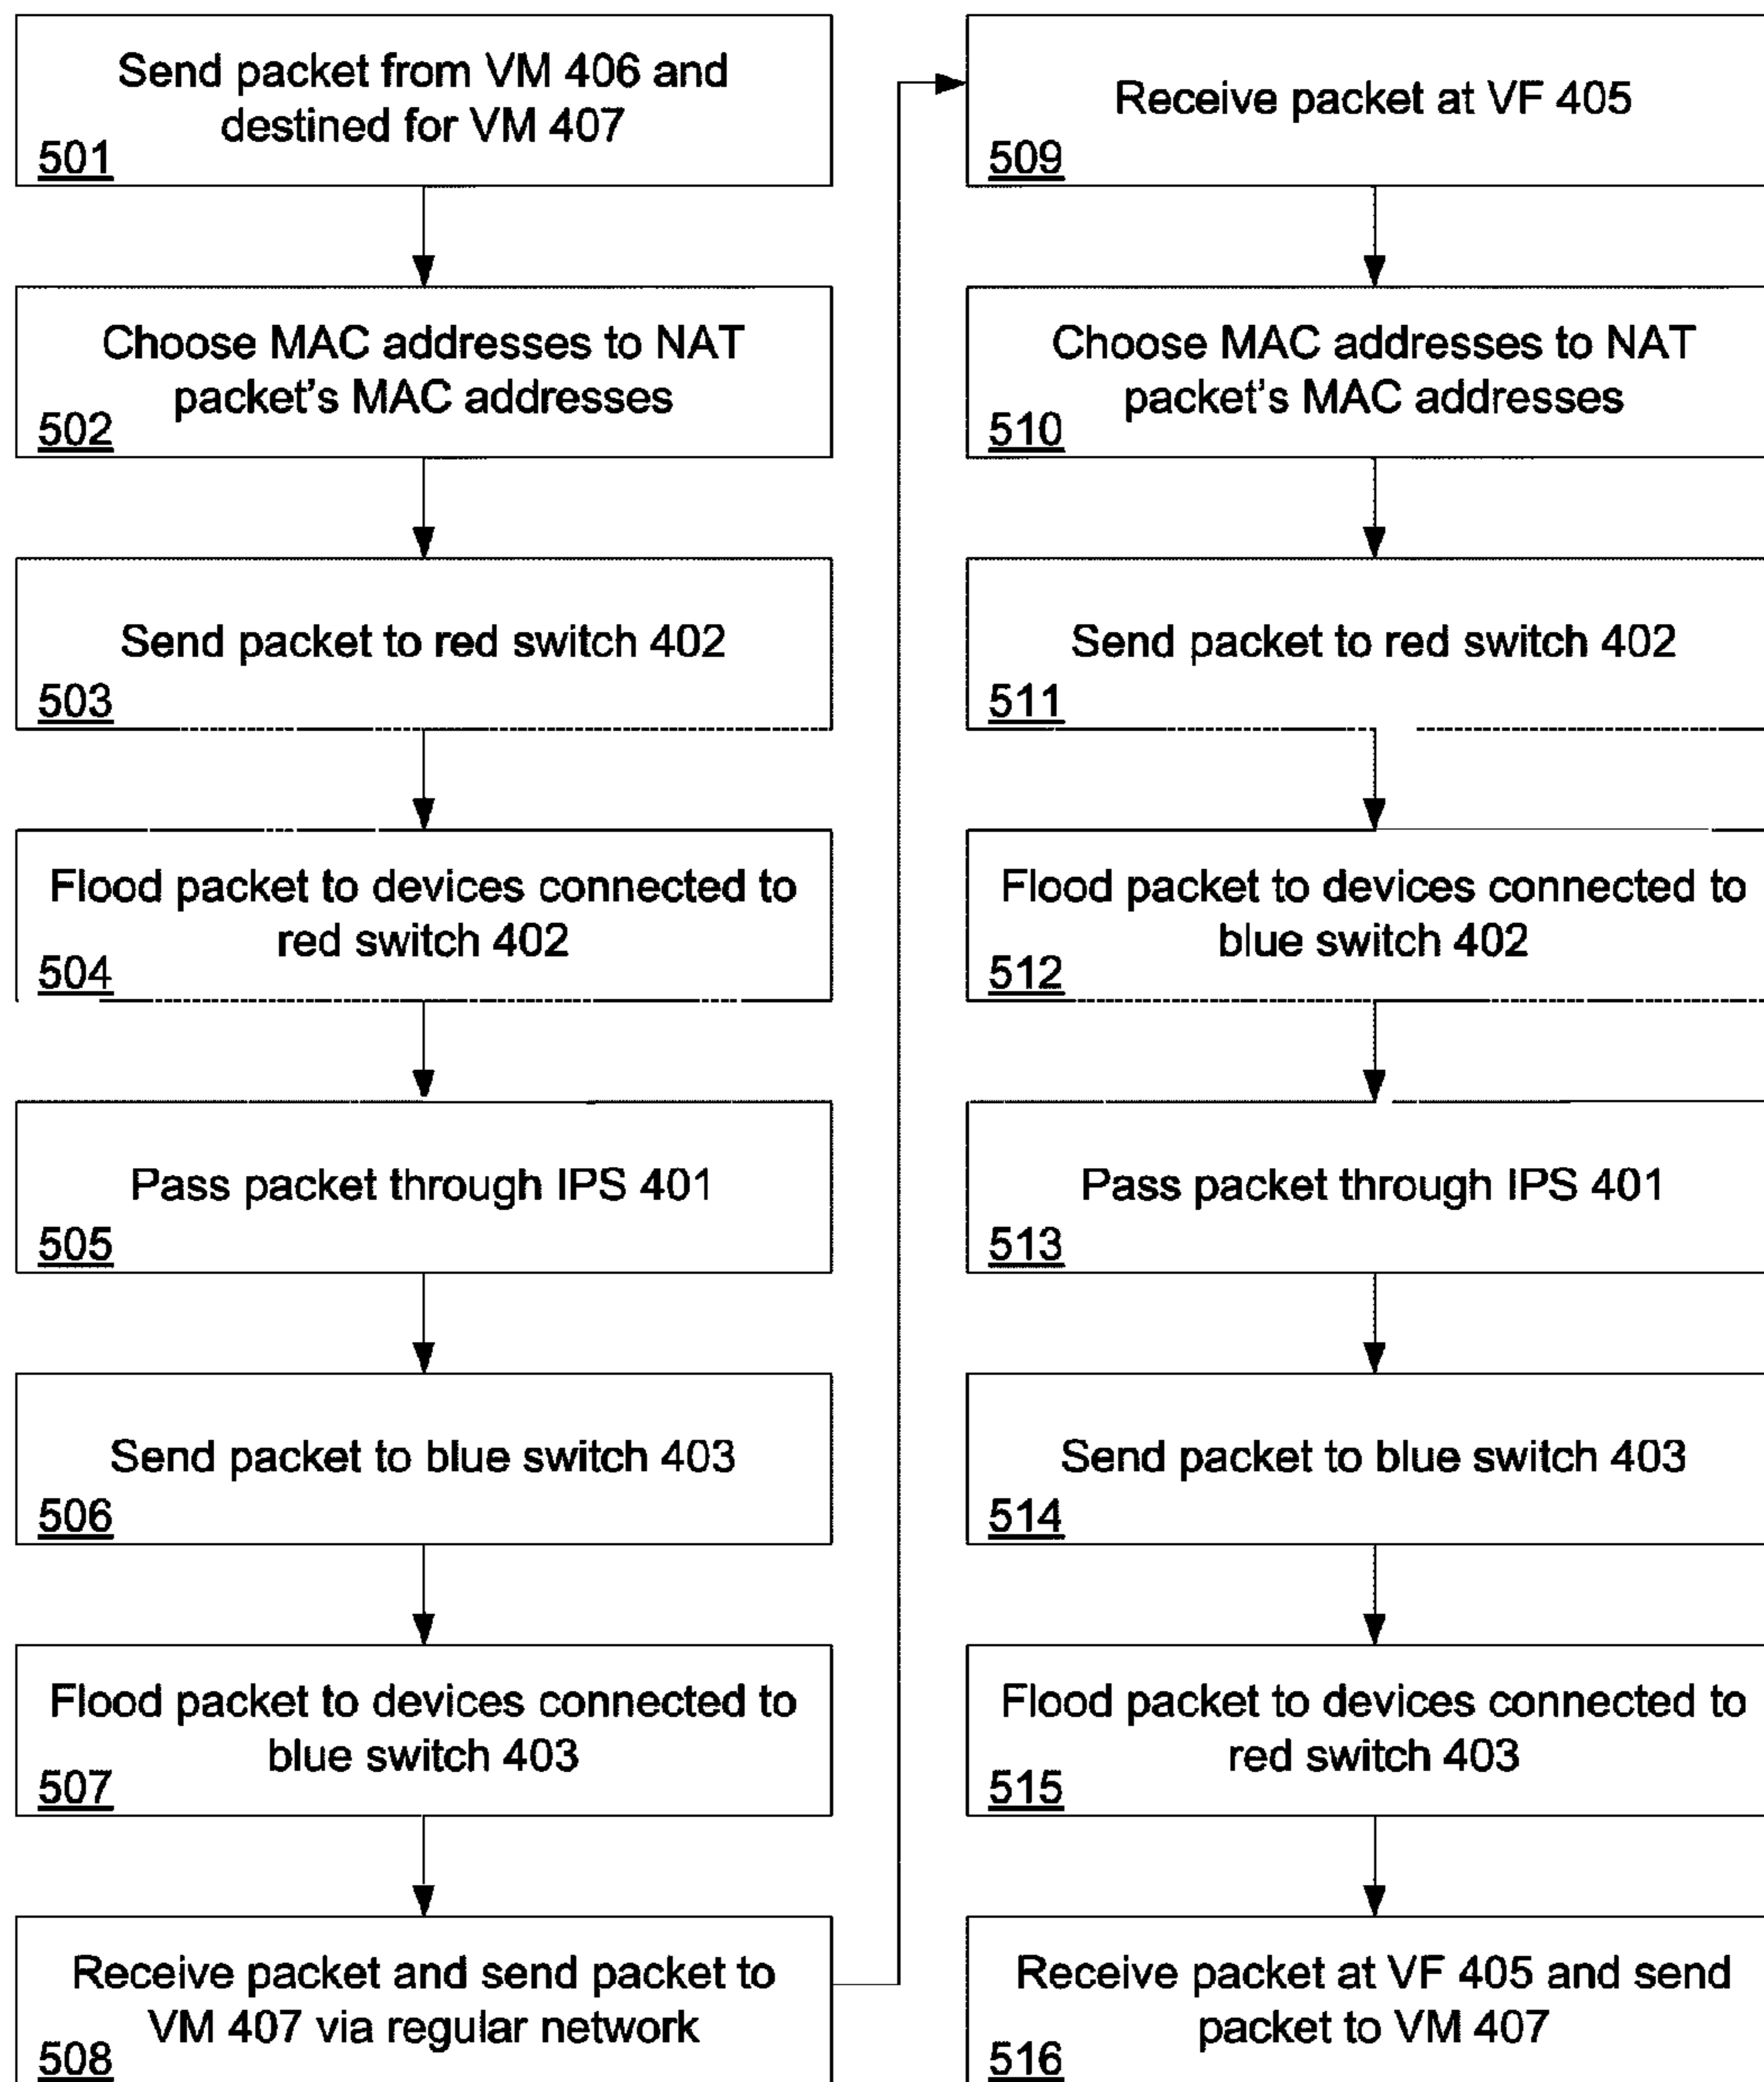 Send packet from VM 406 and
destined for VM 407
501
Choose MAC addresses to NAT
packet's MAC addresses
502
Send packet to red switch 402
503
Flood packet to devices connected to
red switch 402
504
Pass packet through IPS 401
505
Send packet to blue switch 403
506
Flood packet to devices connected to
blue switch 403
507
Receive packet and send packet to
VM 407 via regular network
508
Receive packet at VF 405
509
Choose MAC addresses to NAT
packet's MAC addresses
510
Send packet to red switch 402
511
Flood packet to devices connected to
blue switch 402
512
Pass packet through IPS 401
513
Send packet to blue switch 403
514
Flood packet to devices connected to
red switch 403
515
Receive packet at VF 405 and send
packet to VM 407
516